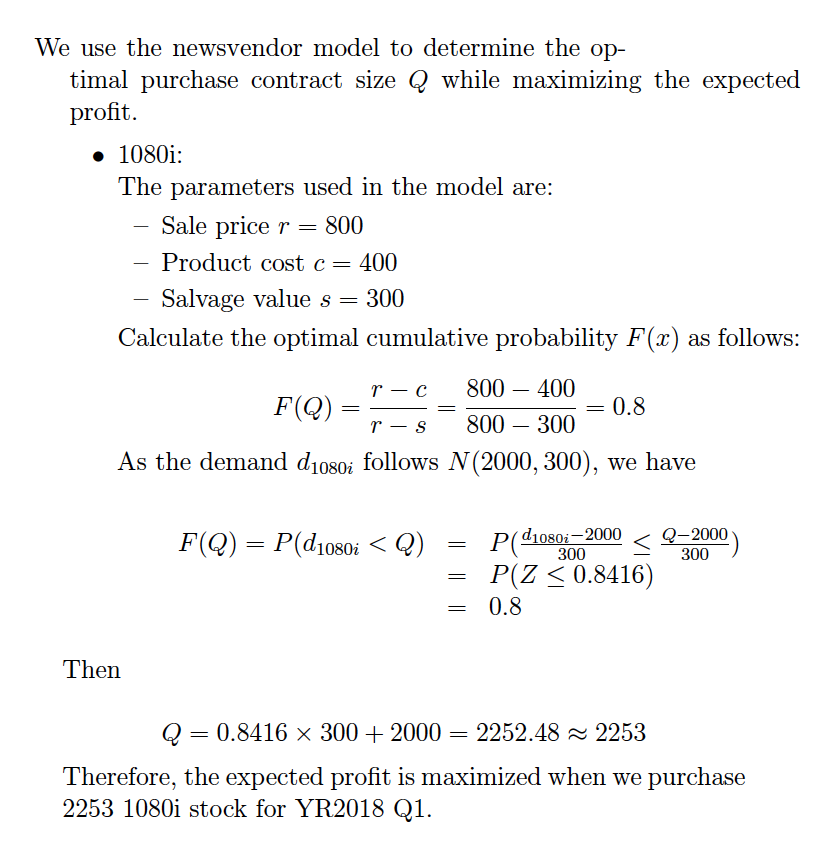 We use the newsvendor model to determine the op-
timal purchase contract size Q while maximizing the expected
profit.
• 1080i:
The parameters used in the model are:
– Sale price r = 800
– Product cost c = 400
– Salvage value s = 300
Calculate the optimal cumulative probability F(x) as follows:
F(Q) = \frac{r − c}{r − s} = \frac{800 − 400}{800 − 300} = 0.8
As the demand d_{1080i} follows N(2000, 300), we have
F(Q) = P(d_{1080i} < Q) = P(\frac{d_{1080i}−2000}{300} ≤ \frac{Q−2000}{300})
= P(Z ≤ 0.8416)
= 0.8
Then
Q = 0.8416 × 300 + 2000 = 2252.48 ≈ 2253
Therefore, the expected profit is maximized when we purchase
2253 1080i stock for YR2018 Q1.